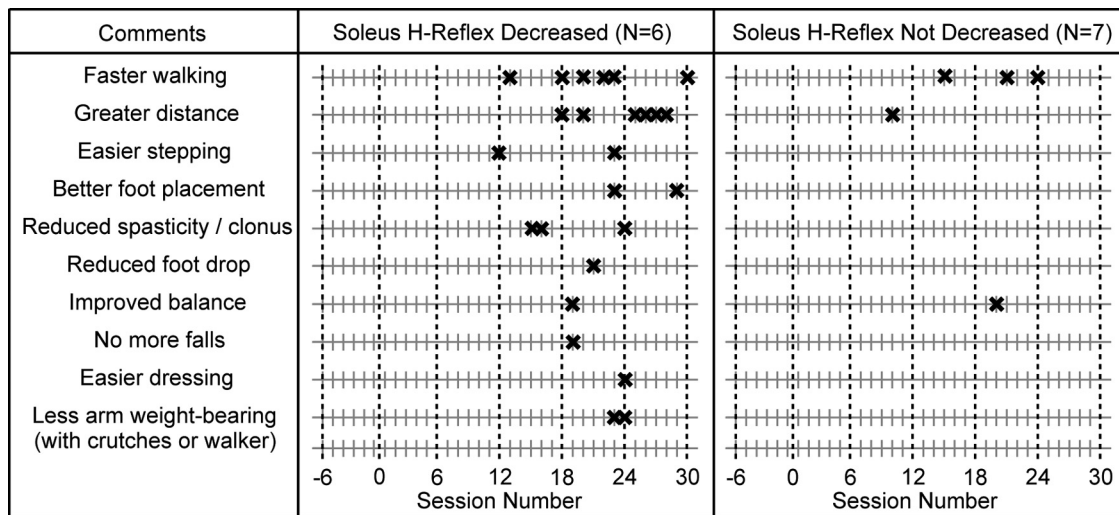 Comments
Soleus H-Reflex Decreased (N=6)
Soleus H-Reflex Not Decreased (N=7)
Faster walking
Greater distance
Easier stepping
Better foot placement
Reduced spasticity / clonus
Reduced foot drop
Improved balance
No more falls
Easier dressing
Less arm weight-bearing
(with crutches or walker)
-6 0 6 12 18 24 30
Session Number
-6 0 6 12 18 24 30
Session Number